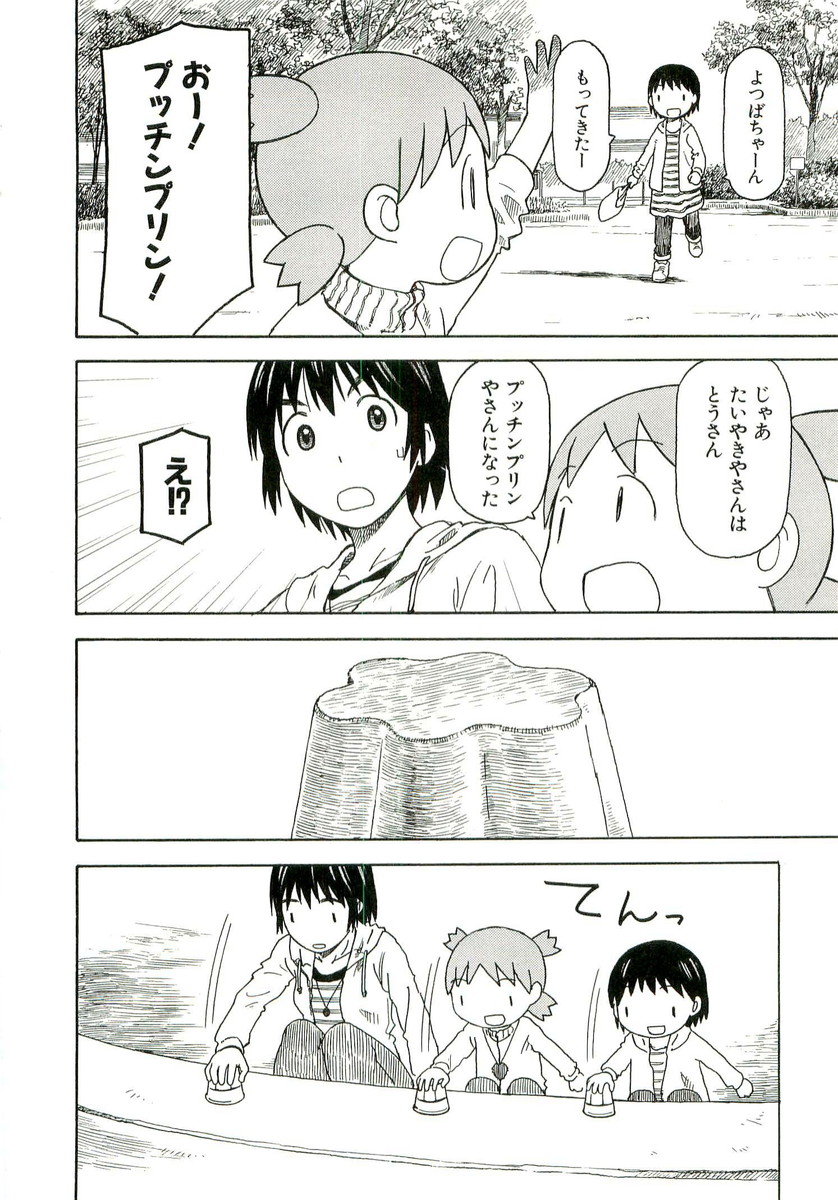 よつばちゃーん
もってきたー
おー！
プッチンプリン！
じゃあ
たいやきやさんは
とうさん
プッチンプリン
やさんになった
え!?
てんっ